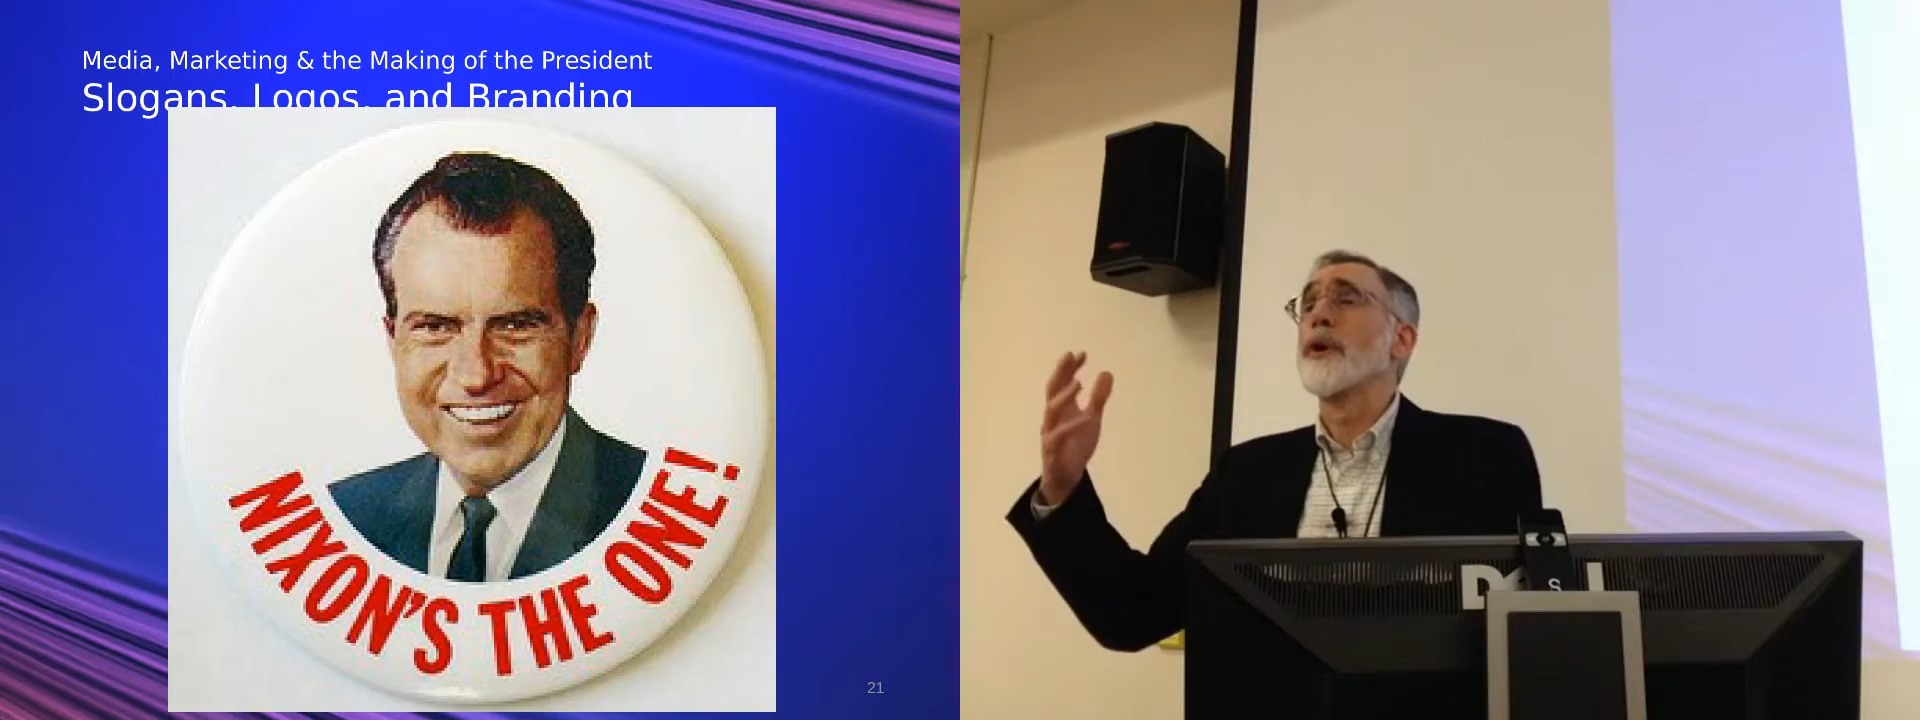 Media, Marketing & the Making of the President
Slogans, Logos, and Branding
NIXON'S THE ONE!
21